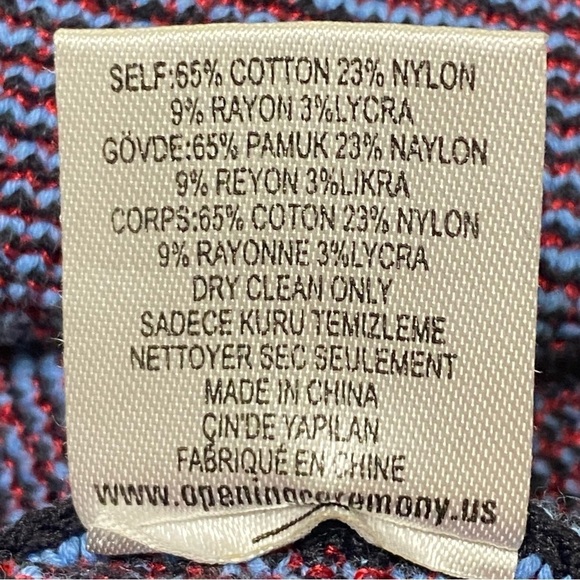 SELF:65% COTTON 23% NYLON
9% RAYON 3%LYCRA
GÖVDE:65% PAMUK 23% NAYLON
9% REYON 3%LIKRA
CORPS:65% COTON 23% NYLON
9% RAYONNE 3%LYCRA
DRY CLEAN ONLY
SADECE KURU TEMIZLEME
NETTOYER SEC SEULEMENT
MADE IN CHINA
ÇIN'DE YAPILAN
FABRIQUÉ EN CHINE
www.openingceremony.us